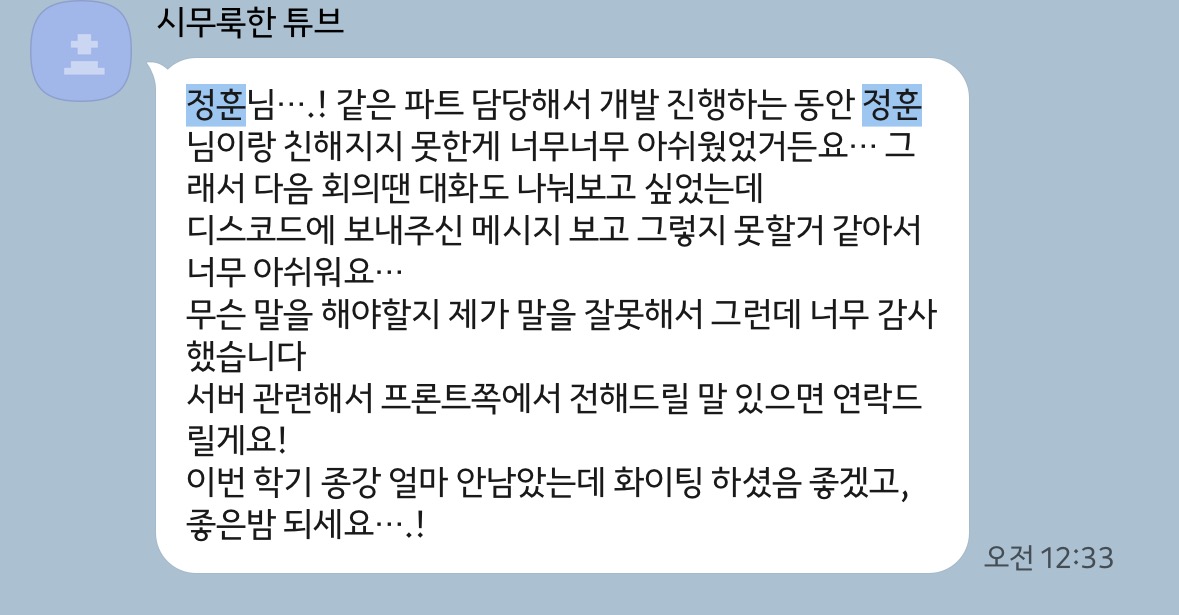 시무룩한 튜브
정훈님….! 같은 파트 담당해서 개발 진행하는 동안 정훈
님이랑 친해지지 못한게 너무너무 아쉬웠었거든요… 그
래서 다음 회의땐 대화도 나눠보고 싶었는데
디스코드에 보내주신 메시지 보고 그렇지 못할거 같아서
너무 아쉬워요…
무슨 말을 해야할지 제가 말을 잘못해서 그런데 너무 감사
했습니다
서버 관련해서 프론트쪽에서 전해드릴 말 있으면 연락드
릴게요!
이번 학기 종강 얼마 안남았는데 화이팅 하셨음 좋겠고,
좋은밤 되세요….!
오전 12:33